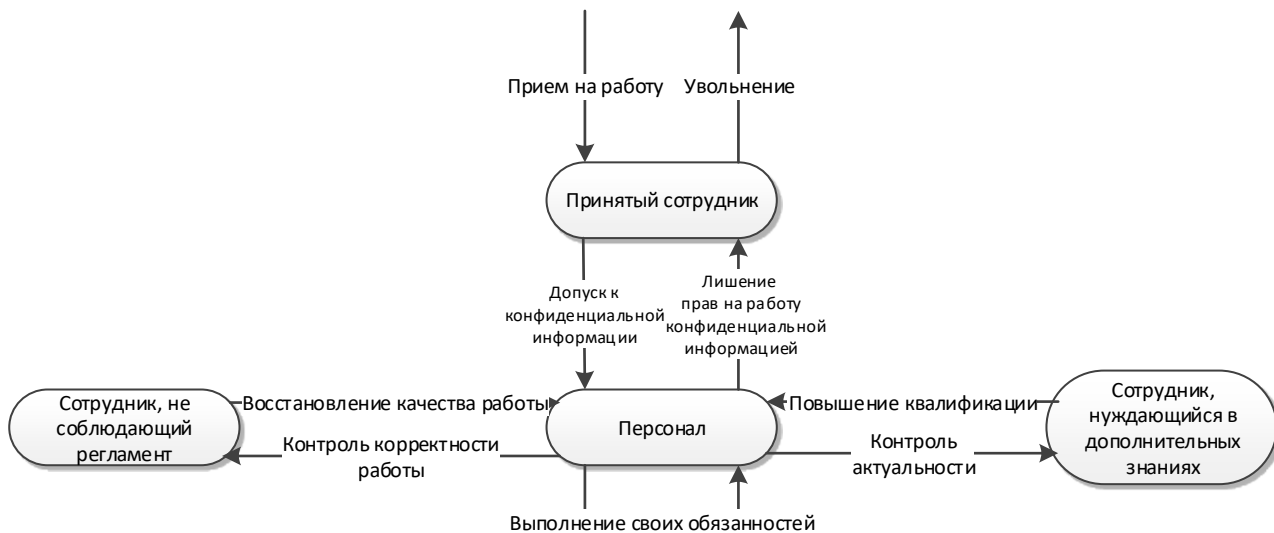 Прием на работу
Увольнение
Принятый сотрудник
Допуск к
конфиденциальной
информации
Лишение
прав на работу
конфиденциальной
информацией
Сотрудник, не
соблюдающий
регламент
Восстановление качества работы
Контроль корректности
работы
Персонал
Повышение квалификации
Контроль
актуальности
Сотрудник,
нуждающийся в
дополнительных
знаниях
Выполнение своих обязанностей